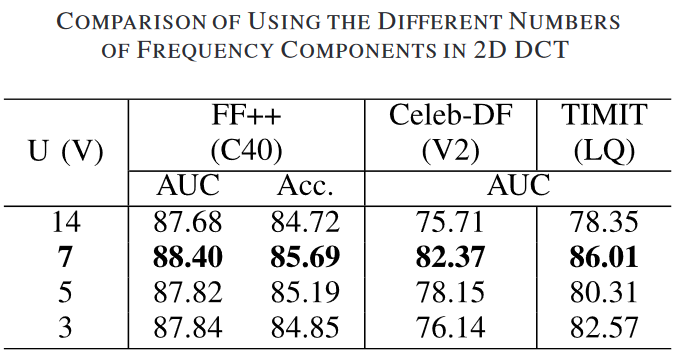 COMPARISON OF USING THE DIFFERENT NUMBERS
OF FREQUENCY COMPONENTS IN 2D DCT
U (V) FF++ (C40) Celeb-DF (V2) TIMIT (LQ)
AUC Acc. AUC
14 87.68 84.72 75.71 78.35
7 88.40 85.69 82.37 86.01
5 87.82 85.19 78.15 80.31
3 87.84 84.85 76.14 82.57